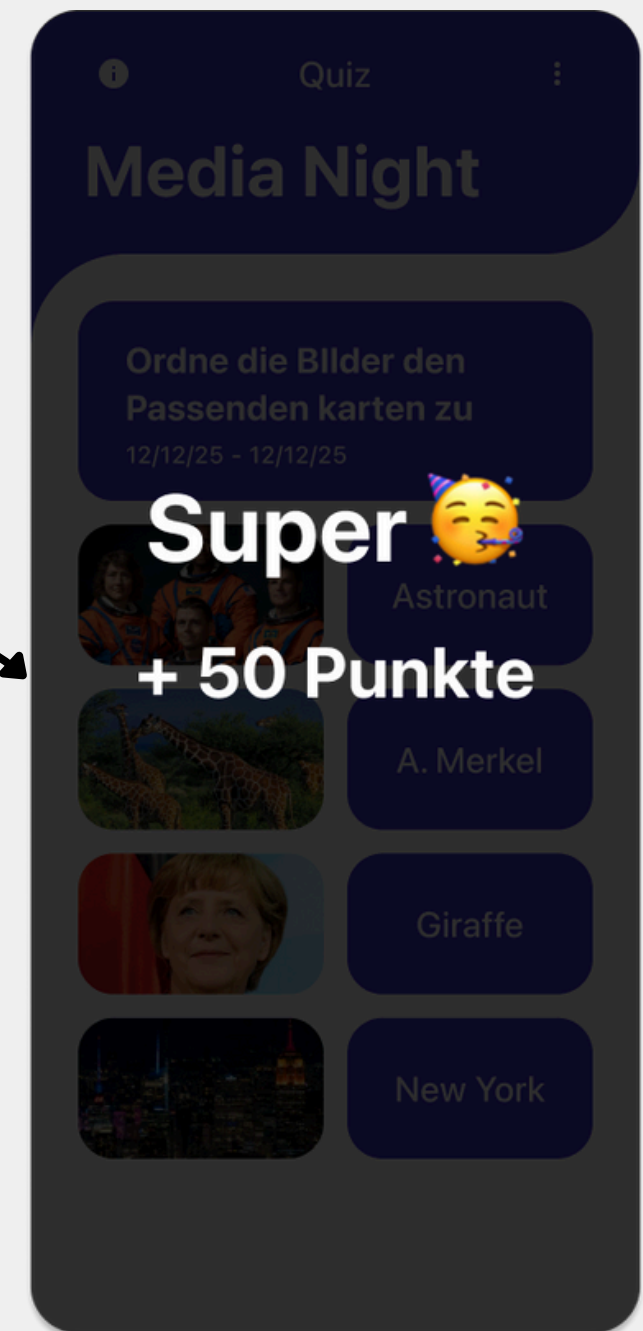 Quiz
Media Night
Ordne die BIlder den
Passenden karten zu
12/12/25 - 12/12/25
Super 🥳
Astronaut
+ 50 Punkte
A. Merkel
Giraffe
New York